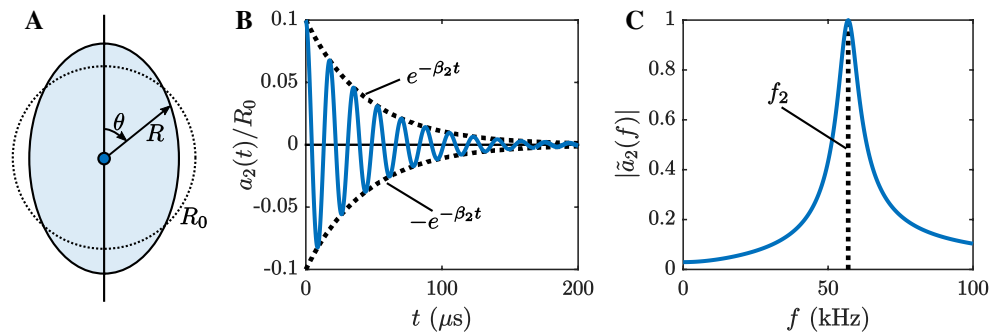 A
θ
R
R₀
B
0.1
0.05
0
-0.05
-0.1
a₂(t)/R₀
e^{-β₂t}
-e^{-β₂t}
0 100 200
t (μs)
C
1
0.8
0.6
0.4
0.2
0
|ã₂(f)|
f₂
0 50 100
f (kHz)